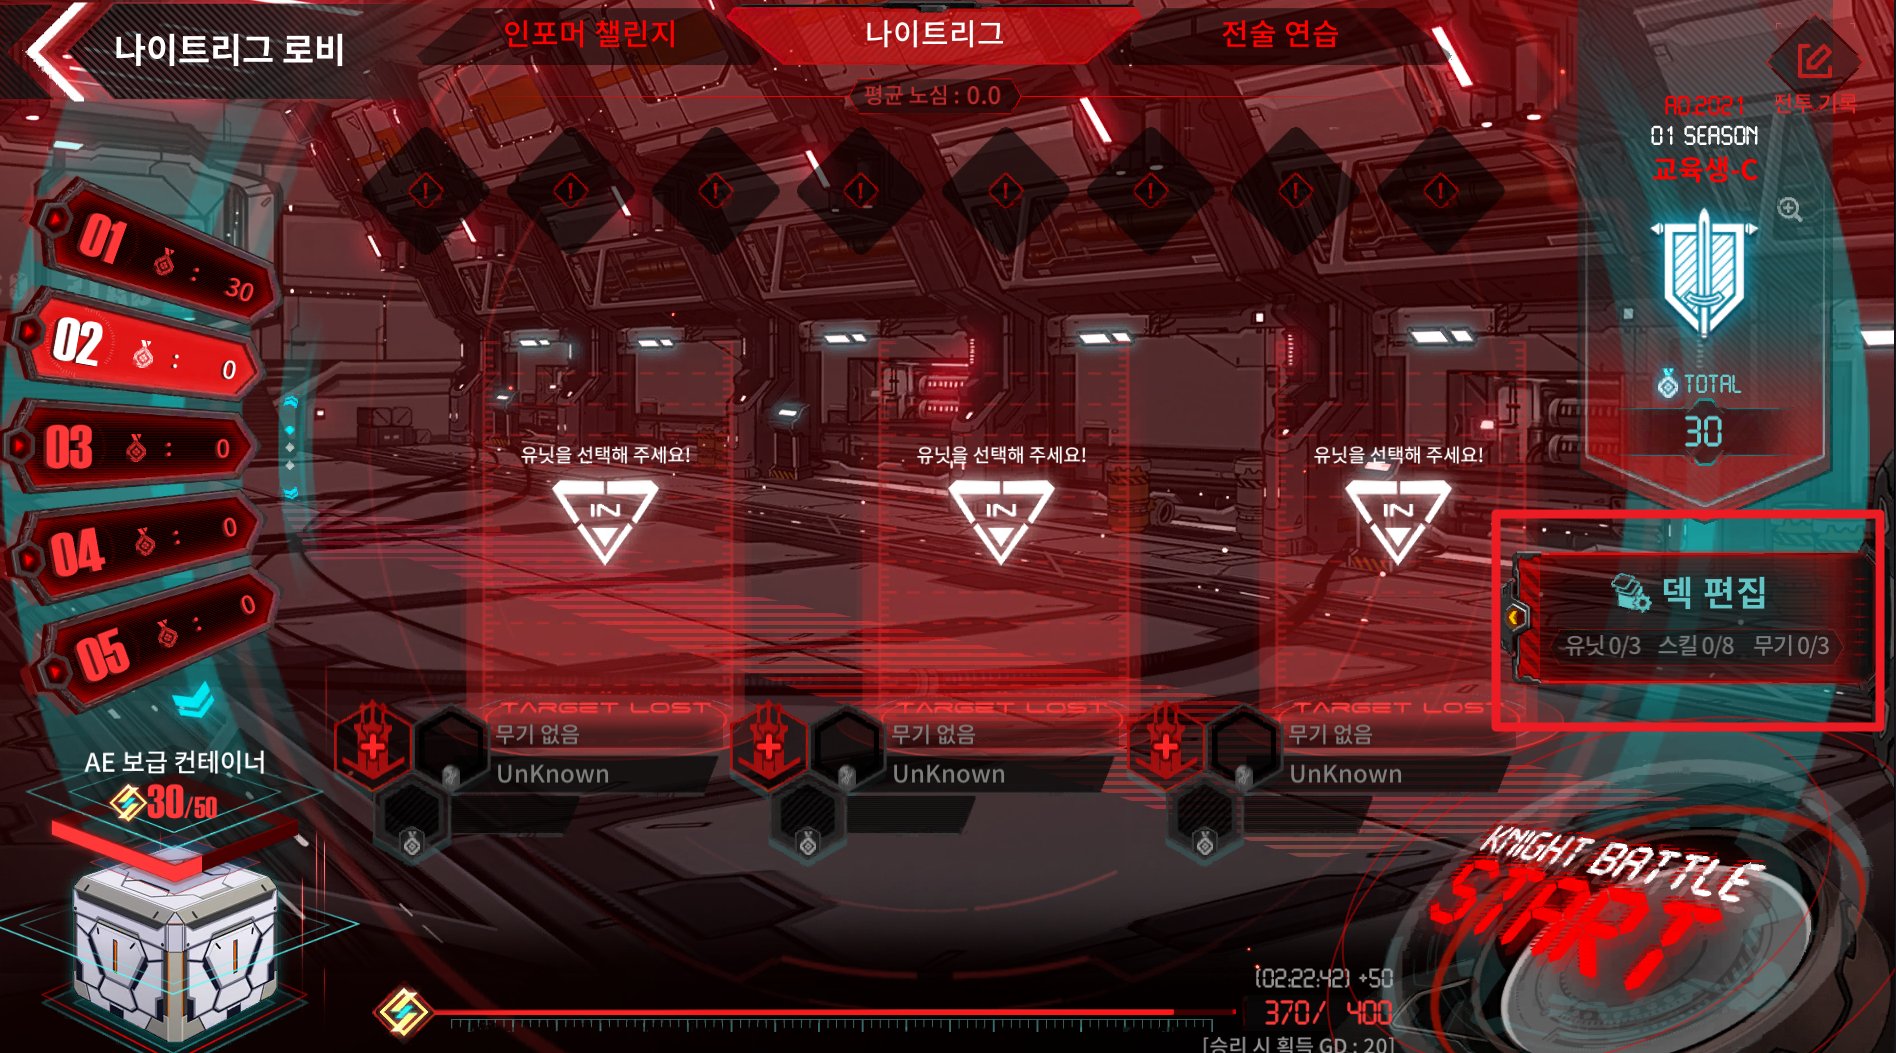 나이트리그 로비
인포머 챌린지
나이트리그
전술 연습
평균 노심 : 0.0
전투 기록
AD.2021
01 SEASON
교육생-C
TOTAL
30
01 : 30
02 : 0
03 : 0
04 : 0
05 : 0
유닛을 선택해 주세요!
IN
유닛을 선택해 주세요!
IN
유닛을 선택해 주세요!
IN
덱 편집
유닛 0/3 스킬 0/8 무기 0/3
TARGET LOST
무기 없음
UnKnown
TARGET LOST
무기 없음
UnKnown
TARGET LOST
무기 없음
UnKnown
AE 보급 컨테이너
30/50
KNIGHT BATTLE
START
(02:22:42) +50
370/ 400
[승리 시 획득 GD : 20]